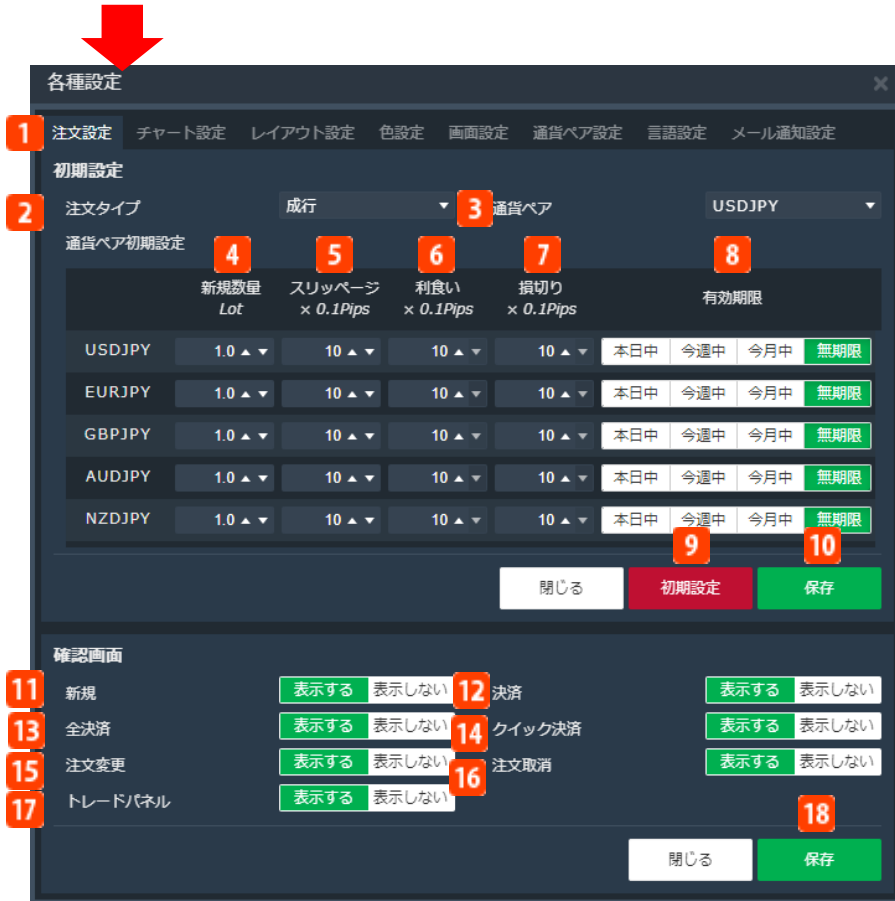 各種設定 ×
1 注文設定 チャート設定 レイアウト設定 色設定 画面設定 通貨ペア設定 言語設定 メール通知設定
初期設定
2 注文タイプ 成行 ▼ 3 通貨ペア USDJPY ▼
通貨ペア初期設定 4 5 6 7 8
新規数量 スリッページ 利食い 損切り 有効期限
Lot × 0.1Pips × 0.1Pips × 0.1Pips
USDJPY 1.0 ▲ ▼ 10 ▲ ▼ 10 ▲ ▼ 10 ▲ ▼ 本日中 今週中 今月中 無期限
EURJPY 1.0 ▲ ▼ 10 ▲ ▼ 10 ▲ ▼ 10 ▲ ▼ 本日中 今週中 今月中 無期限
GBPJPY 1.0 ▲ ▼ 10 ▲ ▼ 10 ▲ ▼ 10 ▲ ▼ 本日中 今週中 今月中 無期限
AUDJPY 1.0 ▲ ▼ 10 ▲ ▼ 10 ▲ ▼ 10 ▲ ▼ 本日中 今週中 今月中 無期限
NZDJPY 1.0 ▲ ▼ 10 ▲ ▼ 10 ▲ ▼ 10 ▲ ▼ 本日中 今週中 今月中 無期限
9 10
閉じる 初期設定 保存
確認画面
11 新規 表示する 表示しない 12 決済 表示する 表示しない
13 全決済 表示する 表示しない 14 クイック決済 表示する 表示しない
15 注文変更 表示する 表示しない 16 注文取消 表示する 表示しない
17 トレードパネル 表示する 表示しない
18
閉じる 保存